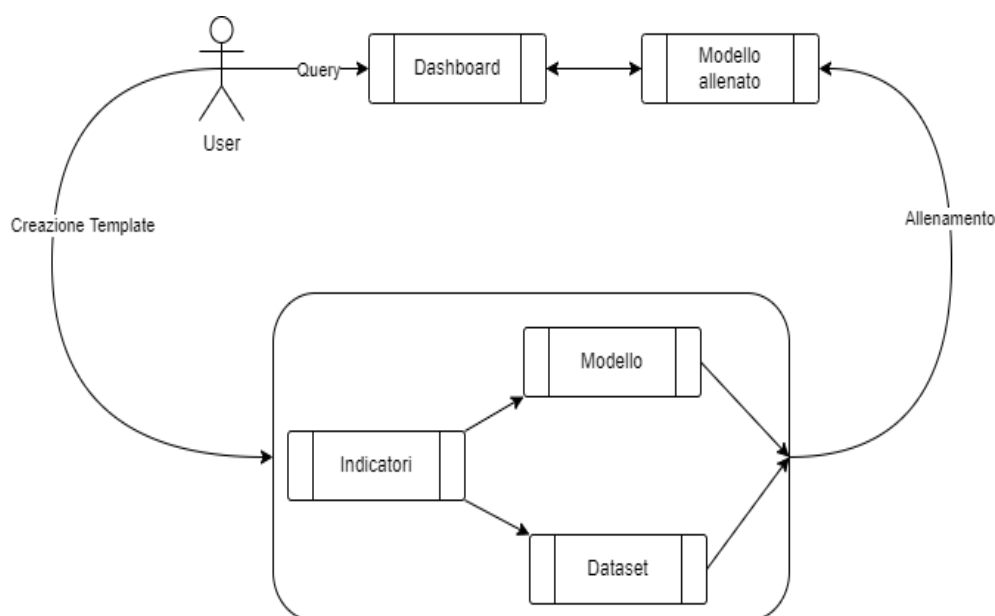 Query
Dashboard
Modello
allenato
User
Creazione Template
Allenamento
Modello
Indicatori
Dataset